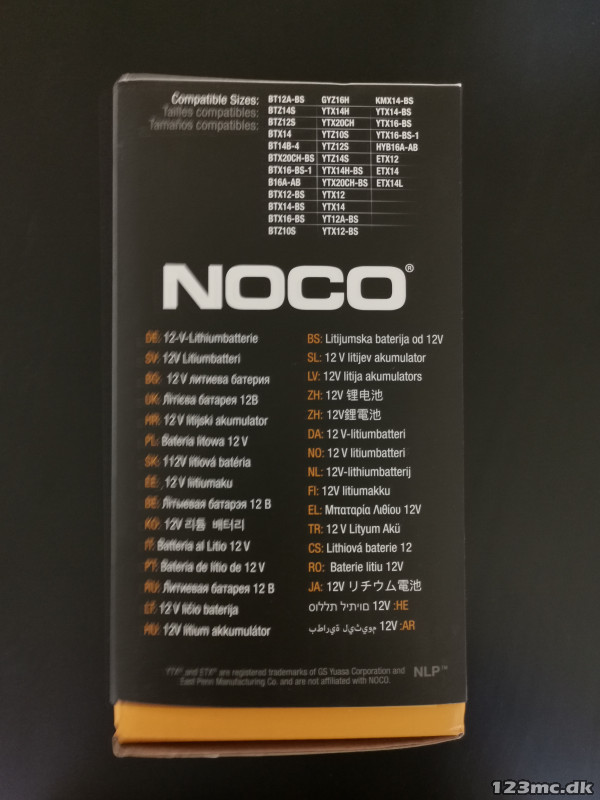 Compatible Sizes:
Tailles compatibles:
Tamaños compatibles:
BT12A-BS GYZ16H KMX14-BS
BTZ14S YTX14H YTX14-BS
BTZ12S YTX20CH YTX16-BS
BTX14 YTZ10S YTX16-BS-1
BT14B-4 YTZ12S HYB16A-AB
BTX20CH-BS YTZ14S ETX12
BTX16-BS-1 YTX14H-BS ETX14
B16A-AB YTX20CH-BS ETX14L
BTX12-BS YTX12
BTX14-BS YTX14
BTX16-BS YT12A-BS
BTZ10S YTX12-BS
NOCO®
DE: 12-V-Lithiumbatterie
SV: 12V Litiumbatteri
BG: 12 V литиева батерия
UK: Літієва батарея 12В
HR: 12 V litijski akumulator
PL: Bateria litowa 12 V
SK: 112V lítiová batéria
EE: 12 V liitiumaku
BE: Літыевая батарэя 12 В
KO: 12V 리튬 배터리
IT: Batteria al Litio 12 V
PT: Bateria de lítio de 12 V
RU: Литиевая батарея 12 В
LT: 12 V ličio baterija
HU: 12V lítium akkumulátor
BS: Litijumska baterija od 12V
SL: 12 V litijev akumulator
LV: 12V litija akumulators
ZH: 12V 锂电池
ZH: 12V鋰電池
DA: 12 V-litiumbatteri
NO: 12 V litiumbatteri
NL: 12V-lithiumbatterij
FI: 12V litiumakku
EL: Μπαταρία Λιθίου 12V
TR: 12 V Lityum Akü
CS: Lithiová baterie 12
RO: Baterie litiu 12V
JA: 12V リチウム電池
םויתיל תללוס 12V :HE
مويثيل ةيراطب 12V :AR
YTX® and ETX® are registered trademarks of GS Yuasa Corporation and
East Penn Manufacturing Co. and are not affiliated with NOCO.
NLP™
123mc.dk